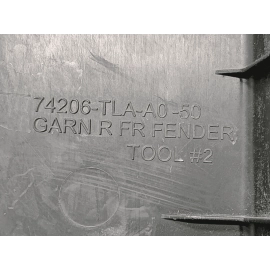 74206-TLA-A0 -50
GARN R FR FENDER
TOOL #2